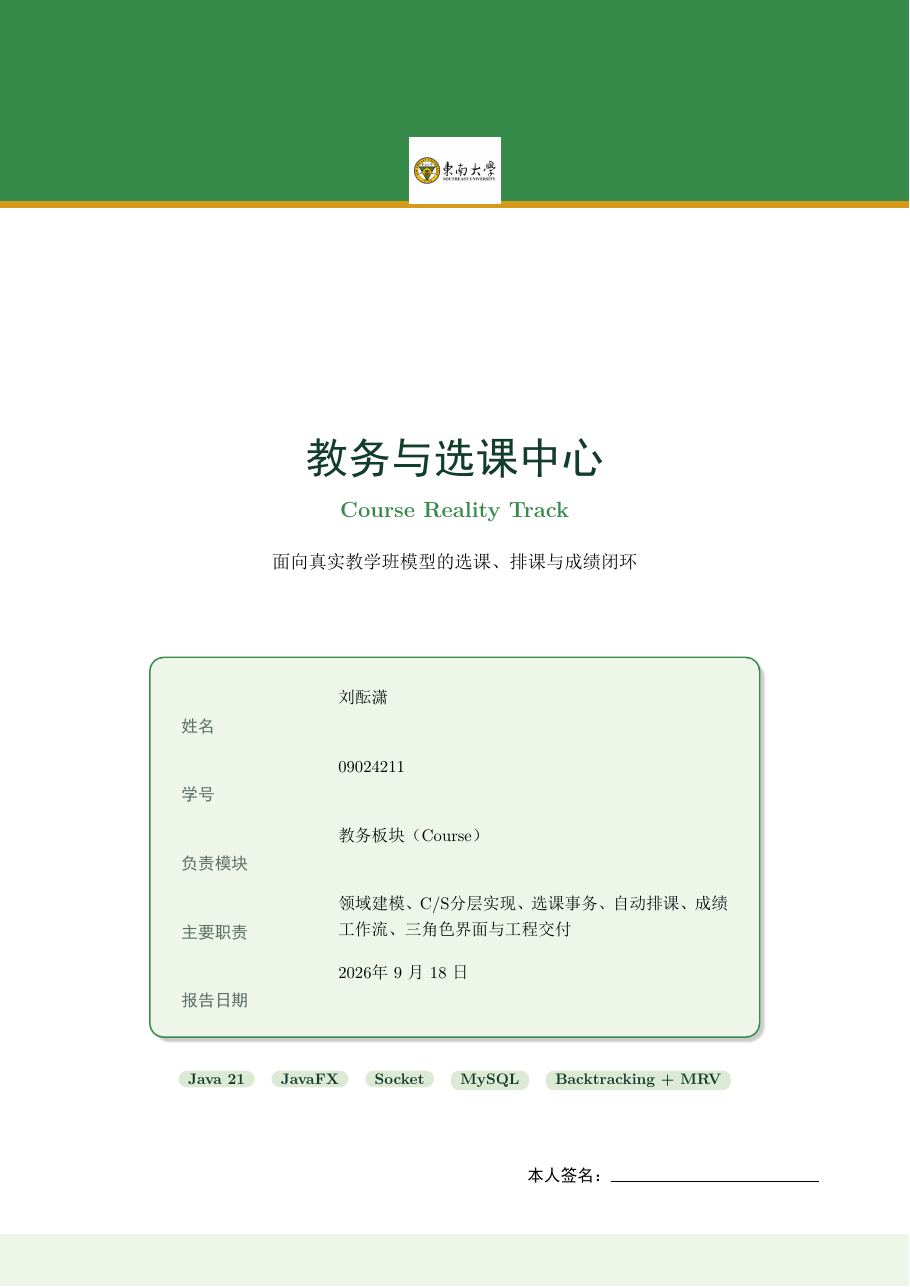 東南大學
SOUTHEAST UNIVERSITY
教务与选课中心
Course Reality Track
面向真实教学班模型的选课、排课与成绩闭环
姓名 刘酝潇
学号 09024211
负责模块 教务板块（Course）
主要职责 领域建模、C/S分层实现、选课事务、自动排课、成绩
工作流、三角色界面与工程交付
报告日期 2026年 9 月 18 日
Java 21 JavaFX Socket MySQL Backtracking + MRV
本人签名：